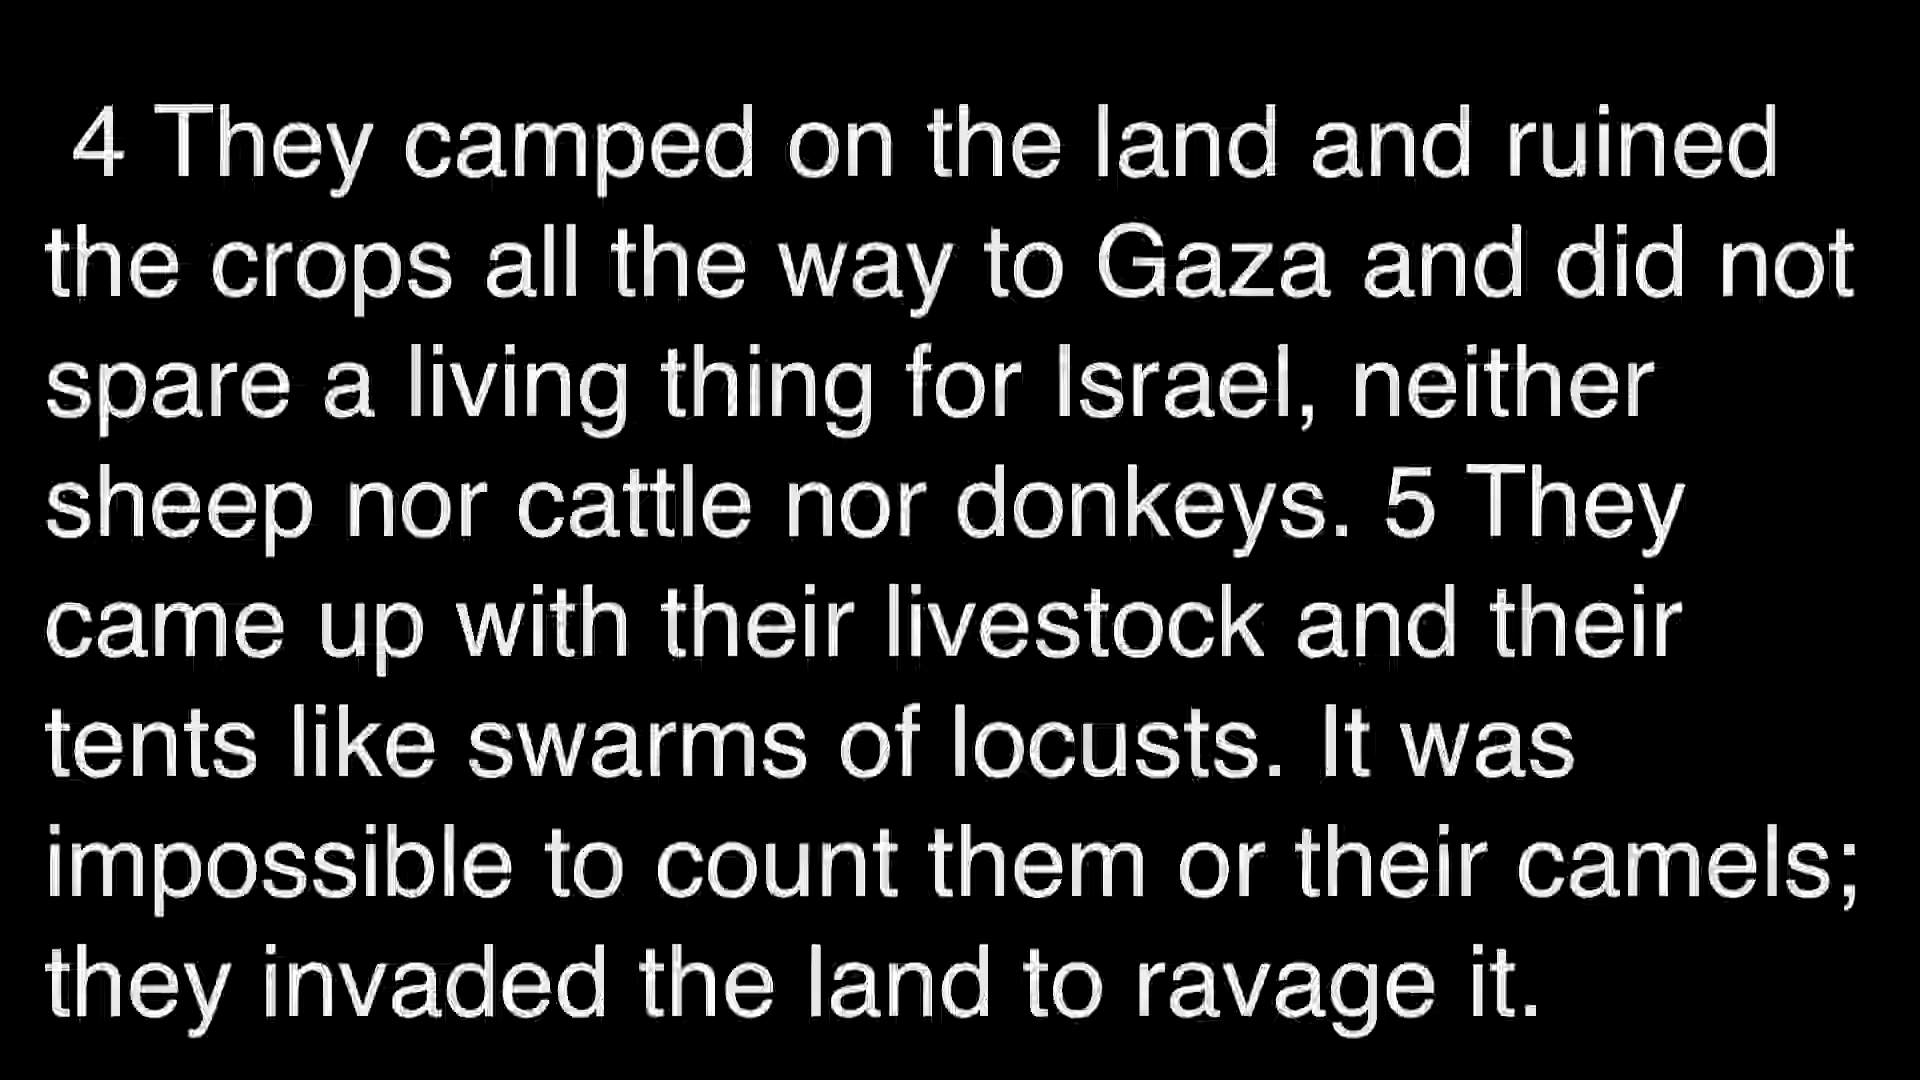 4 They camped on the land and ruined
the crops all the way to Gaza and did not
spare a living thing for Israel, neither
sheep nor cattle nor donkeys. 5 They
came up with their livestock and their
tents like swarms of locusts. It was
impossible to count them or their camels;
they invaded the land to ravage it.